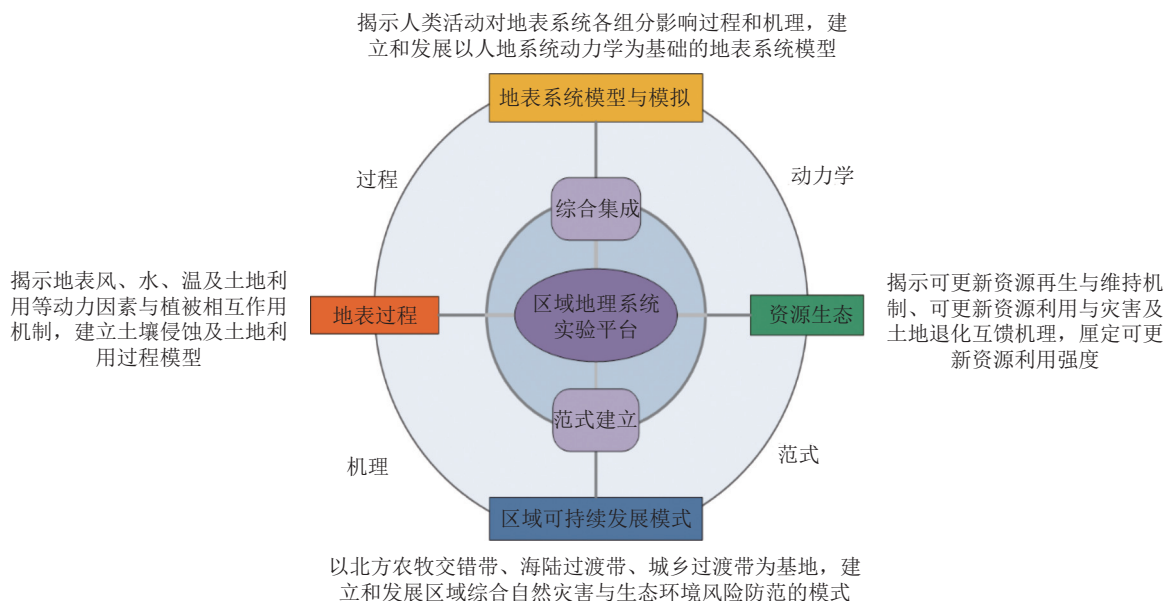 揭示人类活动对地表系统各组分影响过程和机理，建
立和发展以人地系统动力学为基础的地表系统模型
地表系统模型与模拟
过程
动力学
综合集成
揭示地表风、水、温及土地利
用等动力因素与植被相互作用
机制，建立土壤侵蚀及土地利
用过程模型
地表过程
区域地理系统
实验平台
资源生态
揭示可更新资源再生与维持机
制、可更新资源利用与灾害及
土地退化互馈机理，厘定可更
新资源利用强度
范式建立
机理
范式
区域可持续发展模式
以北方农牧交错带、海陆过渡带、城乡过渡带为基地，建
立和发展区域综合自然灾害与生态环境风险防范的模式